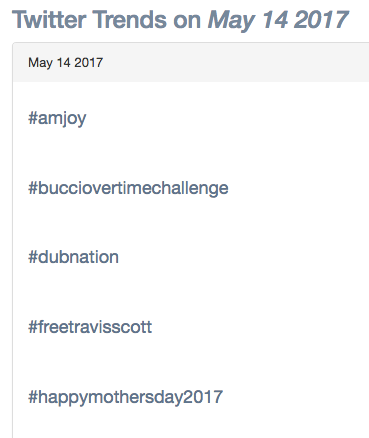 Twitter Trends on May 14 2017
May 14 2017
#amjoy
#bucciovertimechallenge
#dubnation
#freetravisscott
#happymothersday2017